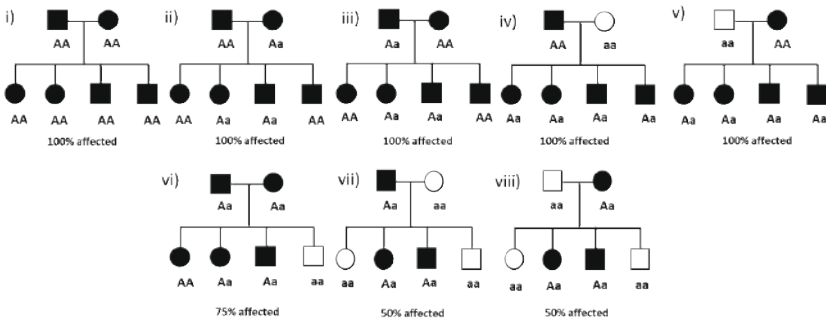 i)
ii)
iii)
iv)
v)
AA AA
AA Aa
Aa AA
AA aa
aa AA
AA AA AA AA
AA Aa Aa AA
AA Aa Aa AA
Aa Aa Aa Aa
Aa Aa Aa Aa
100% affected
100% affected
100% affected
100% affected
100% affected
vi)
vii)
viii)
Aa Aa
Aa aa
aa Aa
AA Aa Aa aa
aa Aa Aa aa
aa Aa Aa aa
75% affected
50% affected
50% affected